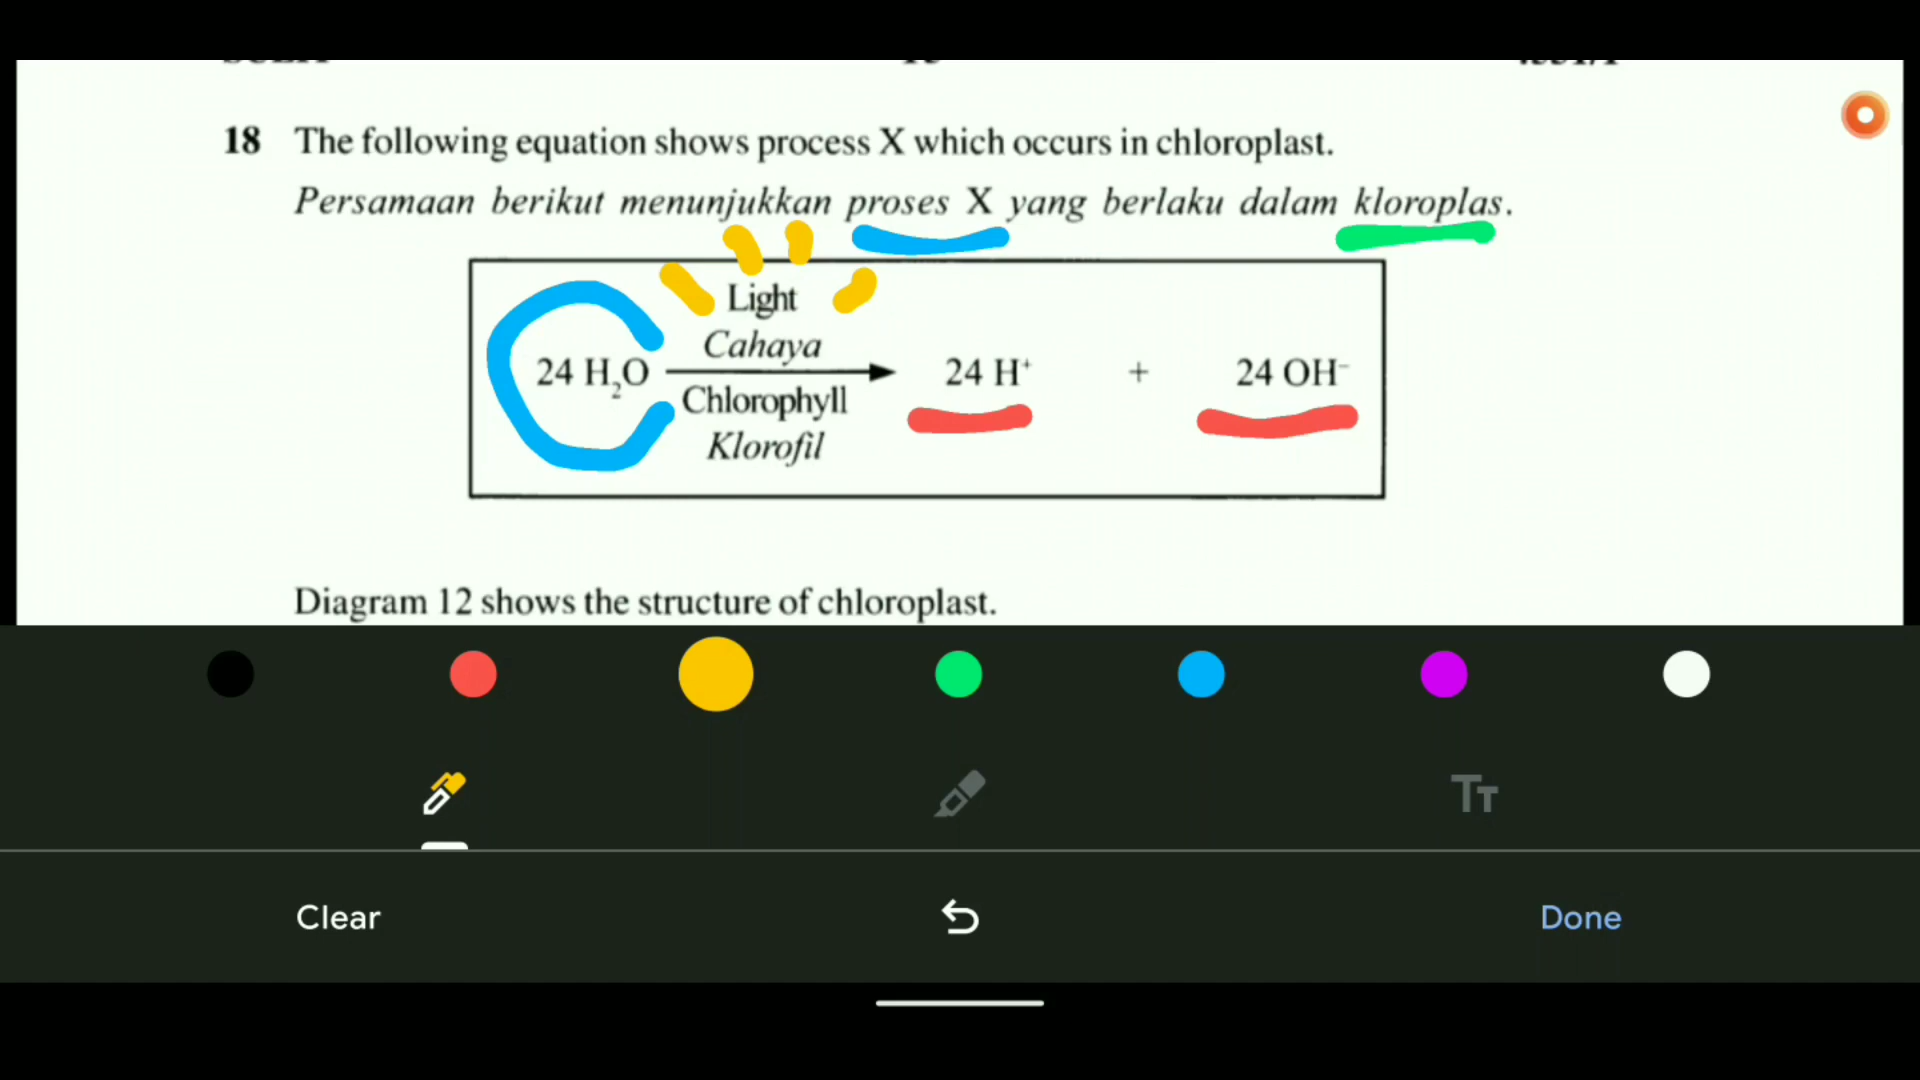 18 The following equation shows process X which occurs in chloroplast.
Persamaan berikut menunjukkan proses X yang berlaku dalam kloroplas.
Light
Cahaya
24 H₂O → 24 H⁺ + 24 OH⁻
Chlorophyll
Klorofil
Diagram 12 shows the structure of chloroplast.
Tт
Clear
Done